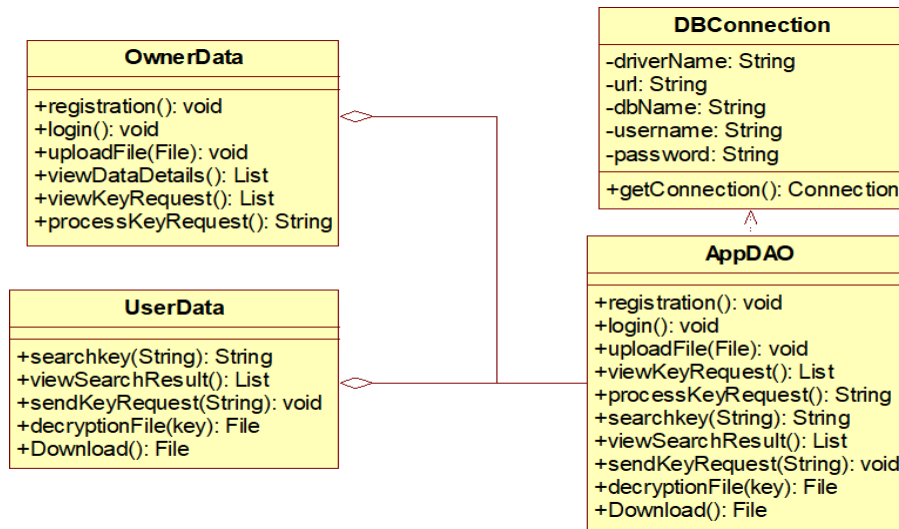 OwnerData
+registration(): void
+login(): void
+uploadFile(File): void
+viewDataDetails(): List
+viewKeyRequest(): List
+processKeyRequest(): String
UserData
+searchkey(String): String
+viewSearchResult(): List
+sendKeyRequest(String): void
+decryptionFile(key): File
+Download(): File
DBConnection
-driverName: String
-url: String
-dbName: String
-username: String
-password: String
+getConnection(): Connection
AppDAO
+registration(): void
+login(): void
+uploadFile(File): void
+viewKeyRequest(): List
+processKeyRequest(): String
+searchkey(String): String
+viewSearchResult(): List
+sendKeyRequest(String): void
+decryptionFile(key): File
+Download(): File